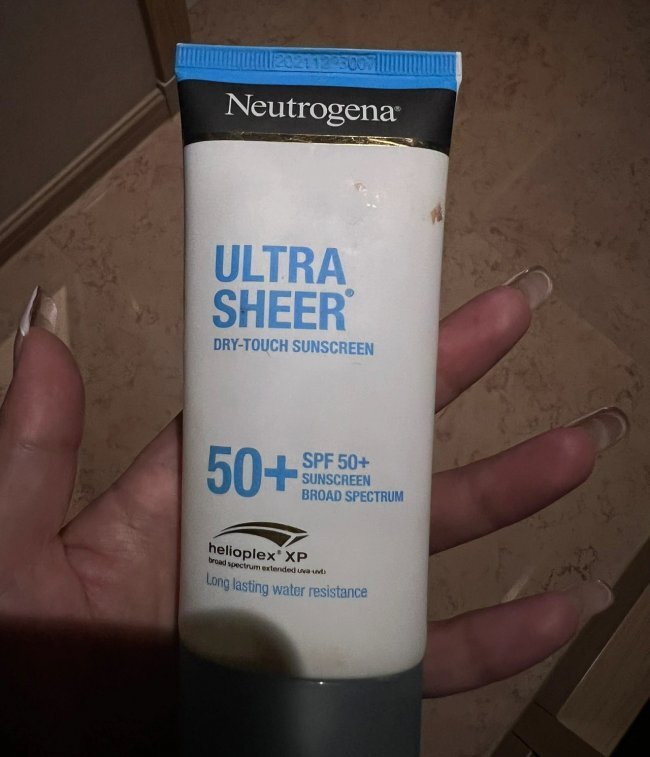 Neutrogena®
ULTRA
SHEER®
DRY-TOUCH SUNSCREEN
50+
SPF 50+
SUNSCREEN
BROAD SPECTRUM
helioplex® XP
broad spectrum extended uva-uvb
Long lasting water resistance